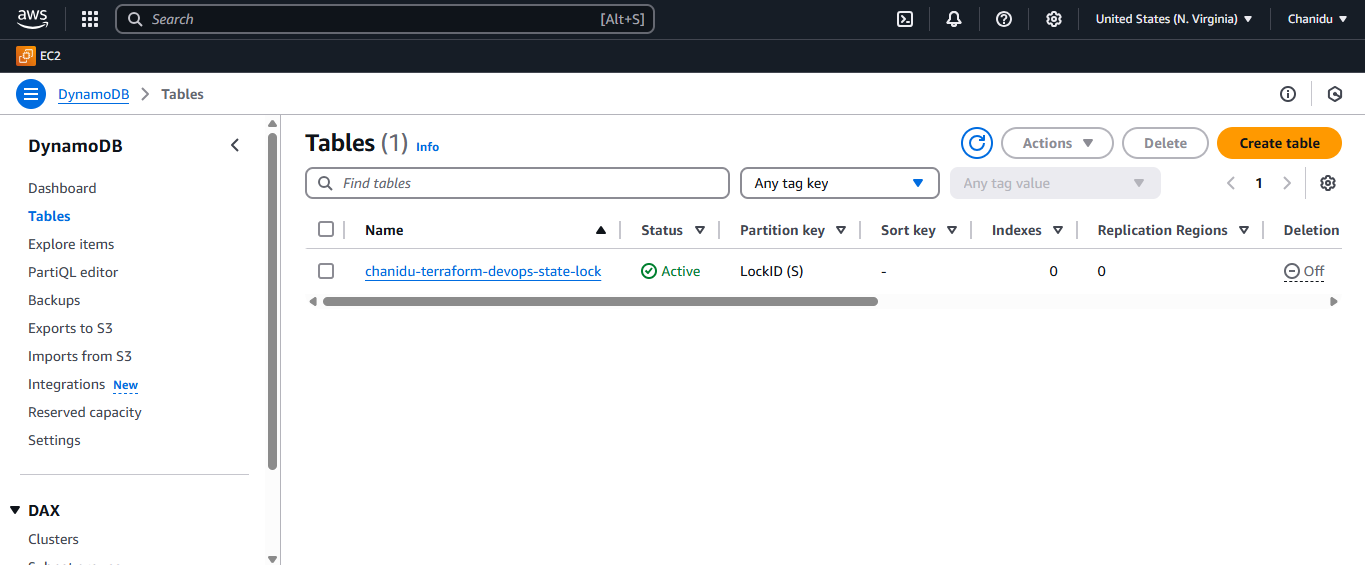 aws
Search [Alt+S]
United States (N. Virginia)
Chanidu
EC2
DynamoDB
Tables
DynamoDB
Dashboard
Tables
Explore items
PartiQL editor
Backups
Exports to S3
Imports from S3
Integrations New
Reserved capacity
Settings
DAX
Clusters
Tables (1) Info
Actions
Delete
Create table
Find tables
Any tag key
Any tag value
1
Name Status Partition key Sort key Indexes Replication Regions Deletion
chanidu-terraform-devops-state-lock Active LockID (S) - 0 0 Off